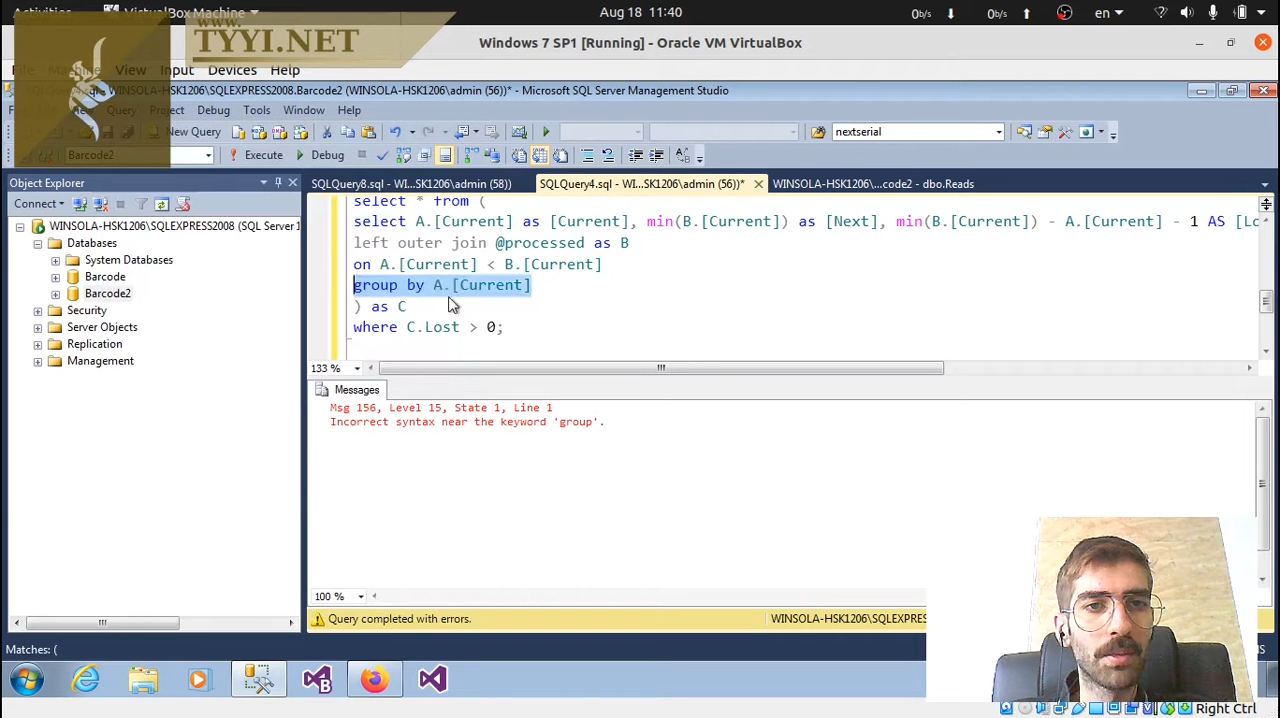 Activities
VirtualBox Machine
Aug 18 11:40
0b/s
0b/s
en
www.
TYYI.NET
Windows 7 SP1 [Running] - Oracle VM VirtualBox
File Machine View Input Devices Help
WINSOLA-HSK1206\SQLEXPRESS2008.Barcode2 (WINSOLA-HSK1206\admin (56))* - Microsoft SQL Server Management Studio
Query Project Debug Tools Window Help
New Query
nextserial
Barcode2
Execute
Debug
Object Explorer
SQLQuery8.sql - WI...SK1206\admin (58))
SQLQuery4.sql - WI...SK1206\admin (56))*
WINSOLA-HSK1206\...code2 - dbo.Reads
Connect
WINSOLA-HSK1206\SQLEXPRESS2008 (SQL Server 1
Databases
System Databases
Barcode
Barcode2
Security
Server Objects
Replication
Management
select * from (
select A.[Current] as [Current], min(B.[Current]) as [Next], min(B.[Current]) - A.[Current] - 1 AS [Lo
left outer join @processed as B
on A.[Current] < B.[Current]
group by A.[Current]
) as C
where C.Lost > 0;
133 %
Messages
Msg 156, Level 15, State 1, Line 1
Incorrect syntax near the keyword 'group'.
100 %
Query completed with errors.
WINSOLA-HSK1206\SQLEXPRES
Matches: (
Right Ctrl